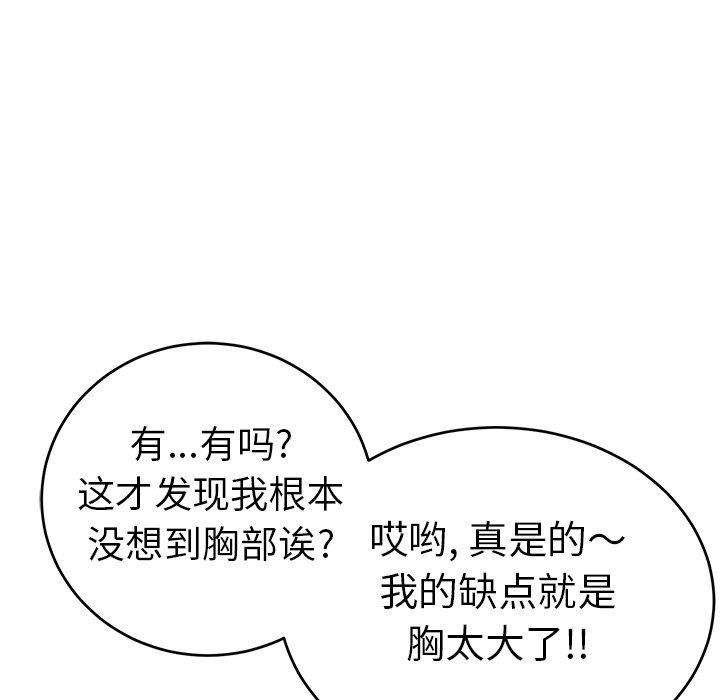 有...有吗?
这才发现我根本
没想到胸部诶?
哎哟, 真是的～
我的缺点就是
胸太大了!!